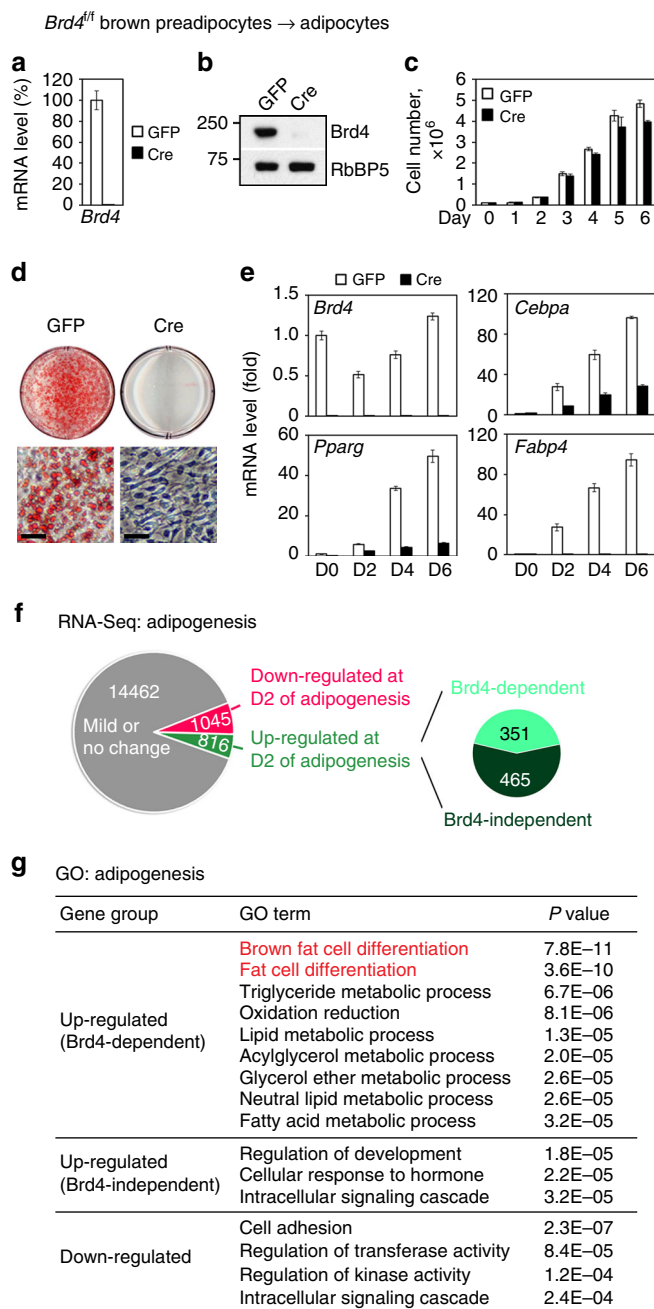 Brd4f/f brown preadipocytes → adipocytes
a
mRNA level (%)
120
100
80
60
40
20
0
Brd4
GFP
Cre
b
GFP Cre
250
75
Brd4
RbBP5
c
Cell number, ×10⁶
GFP
Cre
6
5
4
3
2
1
0
Day 0 1 2 3 4 5 6
d
GFP Cre
e
GFP Cre
mRNA level (fold)
Brd4
1.5
1.0
0.5
0
Cebpa
120
80
40
0
Pparg
60
40
20
0
D0 D2 D4 D6
Fabp4
120
80
40
0
D0 D2 D4 D6
f
RNA-Seq: adipogenesis
14462
Mild or
no change
1045
816
Down-regulated at
D2 of adipogenesis
Up-regulated at
D2 of adipogenesis
Brd4-dependent
351
465
Brd4-independent
g
GO: adipogenesis
Gene group GO term P value
Up-regulated
(Brd4-dependent)
Brown fat cell differentiation 7.8E–11
Fat cell differentiation 3.6E–10
Triglyceride metabolic process 6.7E–06
Oxidation reduction 8.1E–06
Lipid metabolic process 1.3E–05
Acylglycerol metabolic process 2.0E–05
Glycerol ether metabolic process 2.6E–05
Neutral lipid metabolic process 2.6E–05
Fatty acid metabolic process 3.2E–05
Up-regulated
(Brd4-independent)
Regulation of development 1.8E–05
Cellular response to hormone 2.2E–05
Intracellular signaling cascade 3.2E–05
Down-regulated
Cell adhesion 2.3E–07
Regulation of transferase activity 8.4E–05
Regulation of kinase activity 1.2E–04
Intracellular signaling cascade 2.4E–04